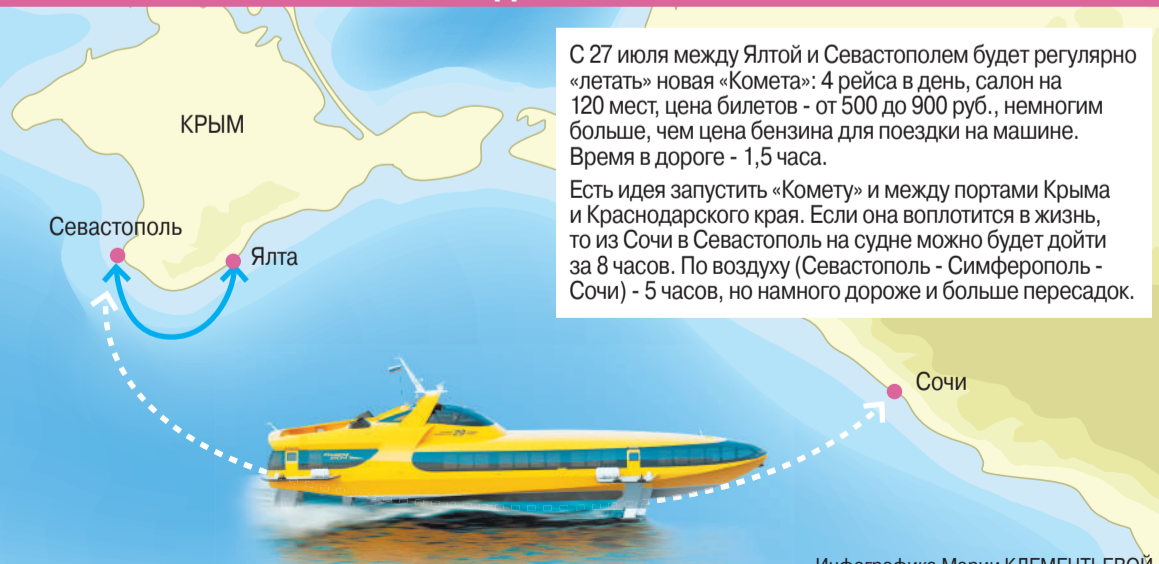 С 27 июля между Ялтой и Севастополем будет регулярно
«летать» новая «Комета»: 4 рейса в день, салон на
120 мест, цена билетов - от 500 до 900 руб., немногим
больше, чем цена бензина для поездки на машине.
Время в дороге - 1,5 часа.
Есть идея запустить «Комету» и между портами Крыма
и Краснодарского края. Если она воплотится в жизнь,
то из Сочи в Севастополь на судне можно будет дойти
за 8 часов. По воздуху (Севастополь - Симферополь -
Сочи) - 5 часов, но намного дороже и больше пересадок.
КРЫМ
Севастополь
Ялта
Сочи
29
Инфографика Марии КЛЕМЕНТЬЕВОЙ